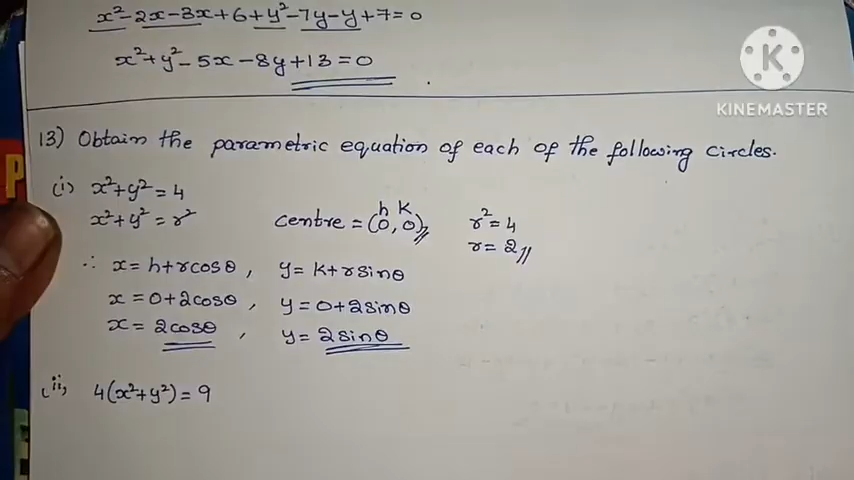 x²-2x-3x+6+y²-7y-y+7=0
x²+y²-5x-8y+13=0
KINEMASTER
13) Obtain the parametric equation of each of the following circles.
(i) x²+y²=4
x²+y²=r² centre = (0,0) h k r²=4
r=2
∴ x=h+rcosθ, y=k+rsinθ
x=0+2cosθ, y=0+2sinθ
x=2cosθ, y=2sinθ
(ii) 4(x²+y²)=9